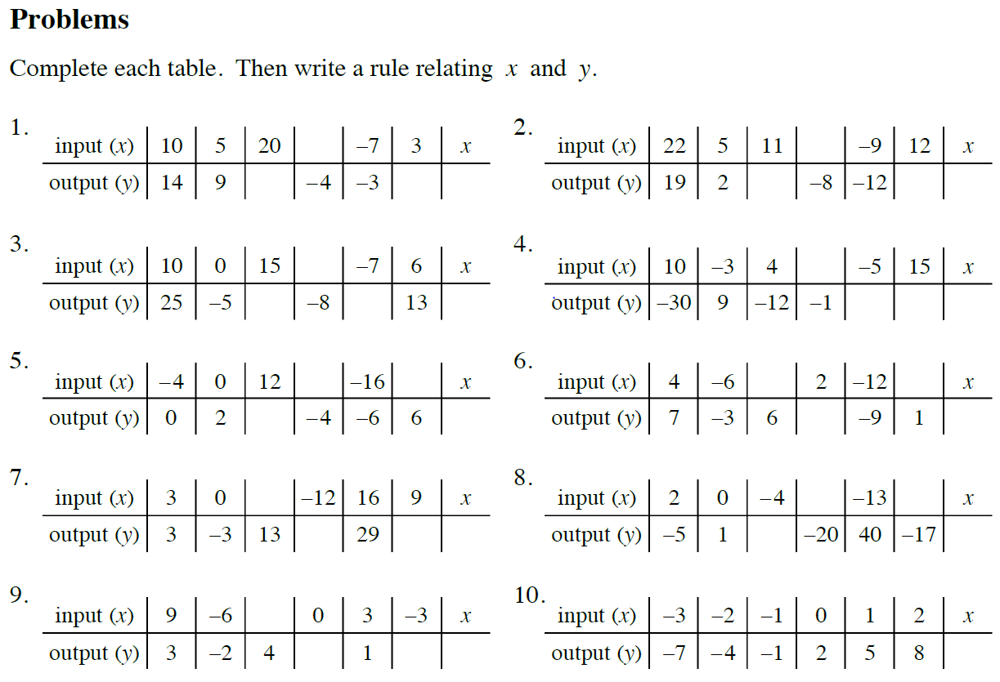 Problems
Complete each table. Then write a rule relating x and y.
1.
input (x) 10 5 20 –7 3 x
output (y) 14 9 –4 –3
2.
input (x) 22 5 11 –9 12 x
output (y) 19 2 –8 –12
3.
input (x) 10 0 15 –7 6 x
output (y) 25 –5 –8 13
4.
input (x) 10 –3 4 –5 15 x
output (y) –30 9 –12 –1
5.
input (x) –4 0 12 –16 x
output (y) 0 2 –4 –6 6
6.
input (x) 4 –6 2 –12 x
output (y) 7 –3 6 –9 1
7.
input (x) 3 0 –12 16 9 x
output (y) 3 –3 13 29
8.
input (x) 2 0 –4 –13 x
output (y) –5 1 –20 40 –17
9.
input (x) 9 –6 0 3 –3 x
output (y) 3 –2 4 1
10.
input (x) –3 –2 –1 0 1 2 x
output (y) –7 –4 –1 2 5 8